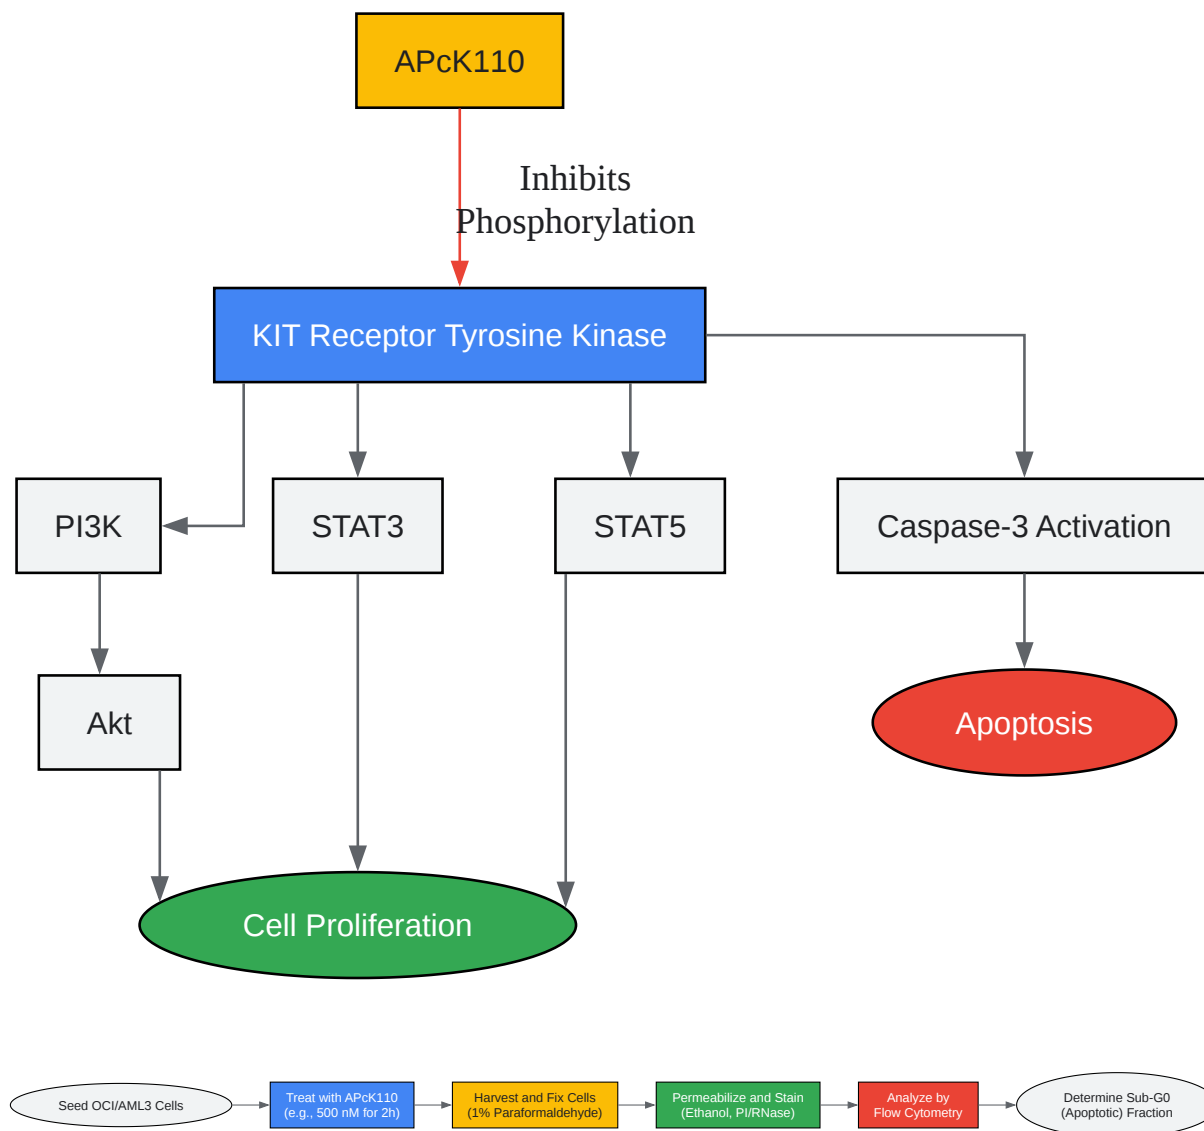 APcK110
Inhibits
Phosphorylation
KIT Receptor Tyrosine Kinase
PI3K
STAT3
STAT5
Caspase-3 Activation
Akt
Apoptosis
Cell Proliferation
Seed OCI/AML3 Cells
Treat with APcK110
(e.g., 500 nM for 2h)
Harvest and Fix Cells
(1% Paraformaldehyde)
Permeabilize and Stain
(Ethanol, PI/RNase)
Analyze by
Flow Cytometry
Determine Sub-G0
(Apoptotic) Fraction